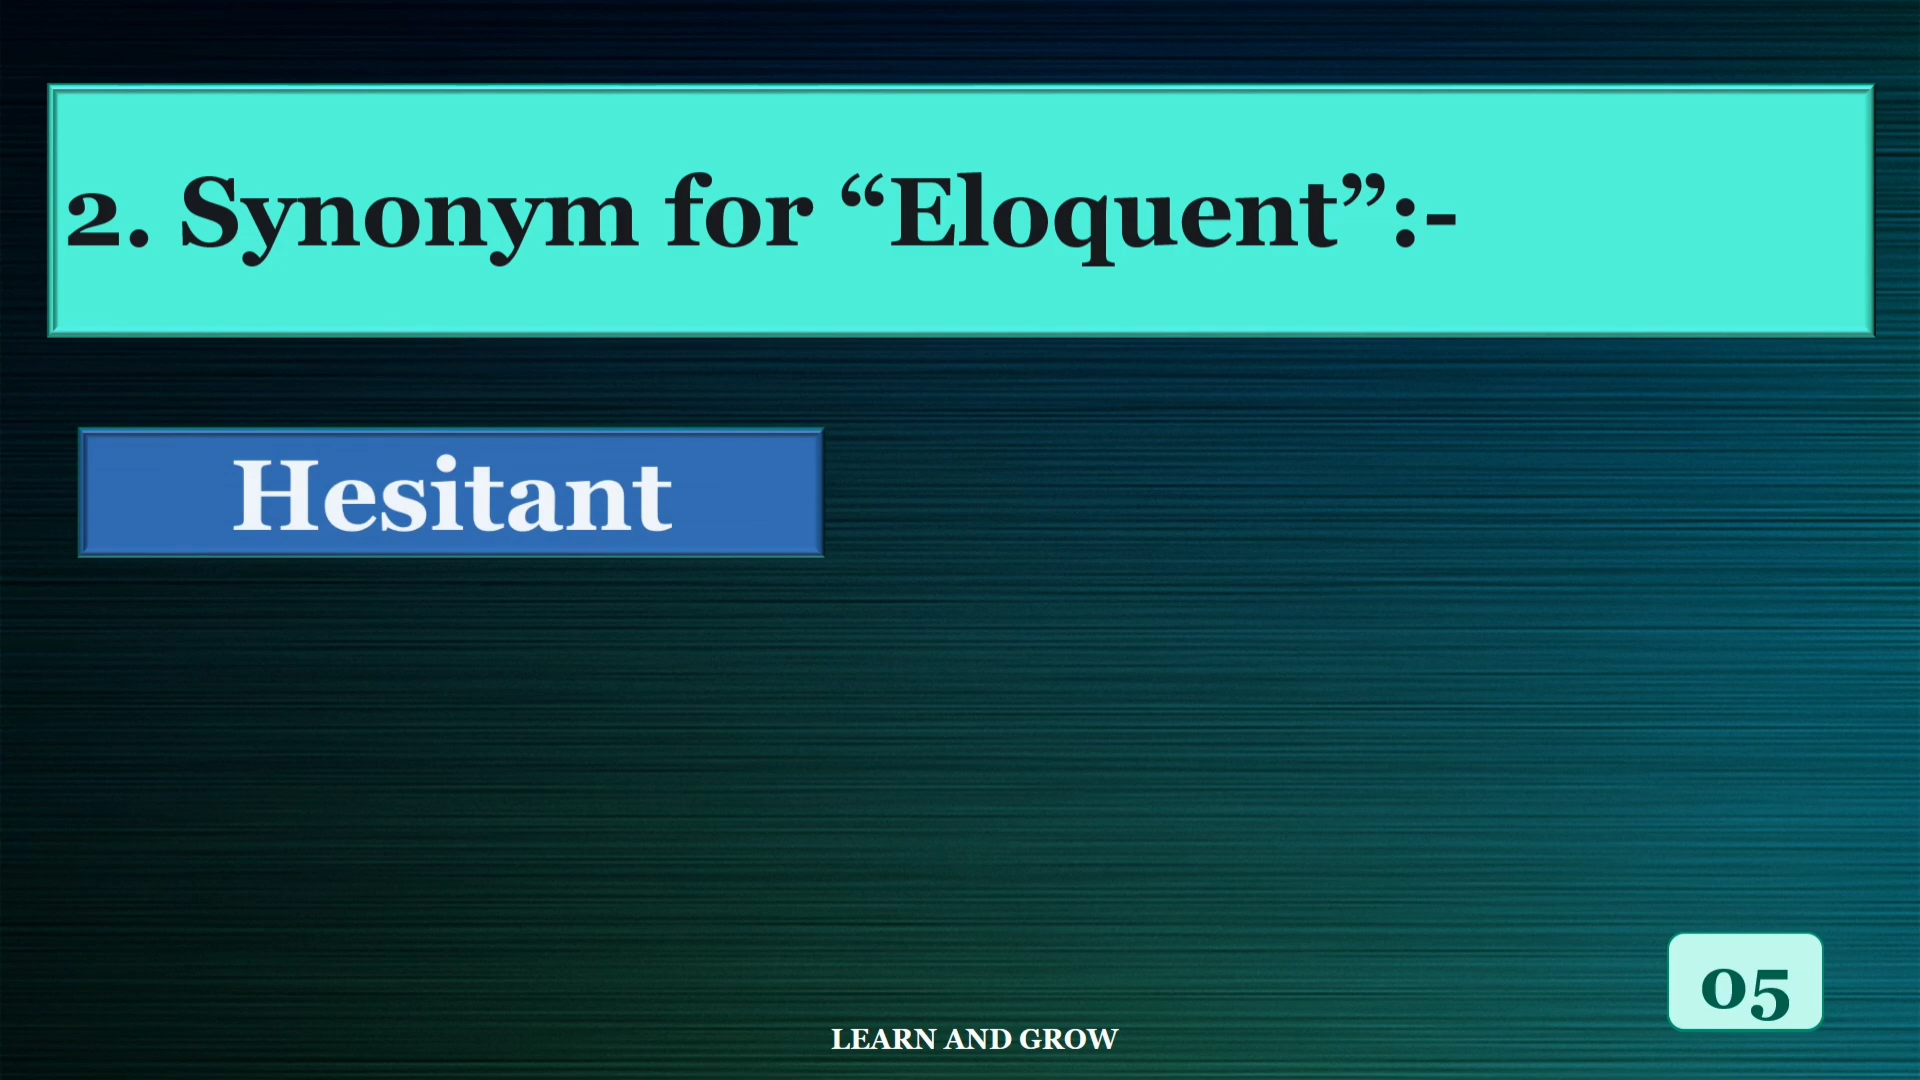 2. Synonym for “Eloquent”:-
Hesitant
05
LEARN AND GROW